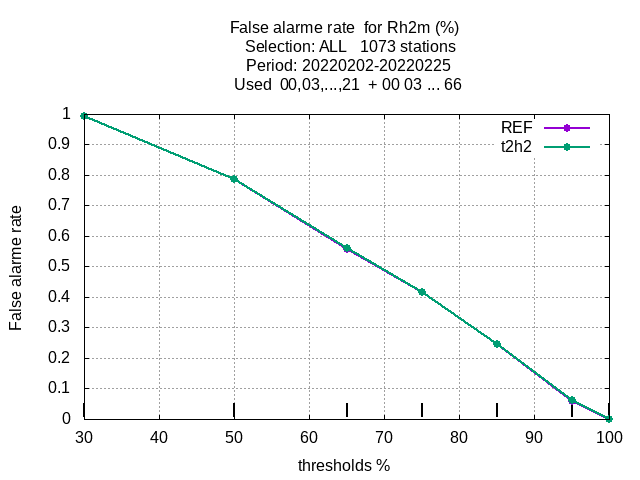 False alarme rate  for Rh2m (%)
Selection: ALL   1073 stations
Period: 20220202-20220225
Used  00,03,...,21  + 00 03 ... 66
REF
t2h2
1
0.9
0.8
0.7
0.6
0.5
0.4
0.3
0.2
0.1
0
False alarme rate
30 40 50 60 70 80 90 100
thresholds %